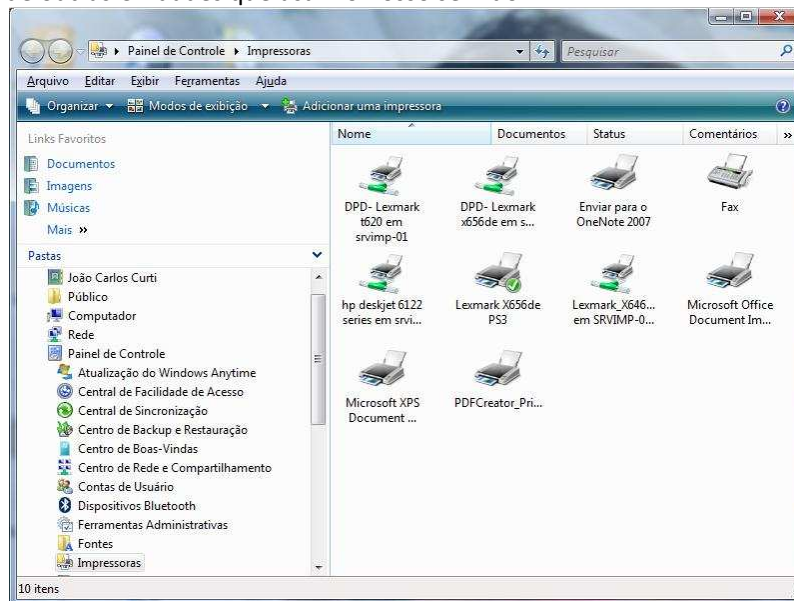 Painel de Controle ▸ Impressoras
Pesquisar
Arquivo Editar Exibir Ferramentas Ajuda
Organizar Modos de exibição Adicionar uma impressora
Links Favoritos
Documentos
Imagens
Músicas
Mais »
Pastas
João Carlos Curti
Público
Computador
Rede
Painel de Controle
Atualização do Windows Anytime
Central de Facilidade de Acesso
Central de Sincronização
Centro de Backup e Restauração
Centro de Boas-Vindas
Centro de Rede e Compartilhamento
Contas de Usuário
Dispositivos Bluetooth
Ferramentas Administrativas
Fontes
Impressoras
Nome Documentos Status Comentários »
DPD- Lexmark
t620 em
srvimp-01
DPD- Lexmark
x656de em s...
Enviar para o
OneNote 2007
Fax
hp deskjet 6122
series em srvi...
Lexmark X656de
PS3
Lexmark_X646...
em SRVIMP-0...
Microsoft Office
Document Im...
Microsoft XPS
Document ...
PDFCreator_Pri...
10 itens